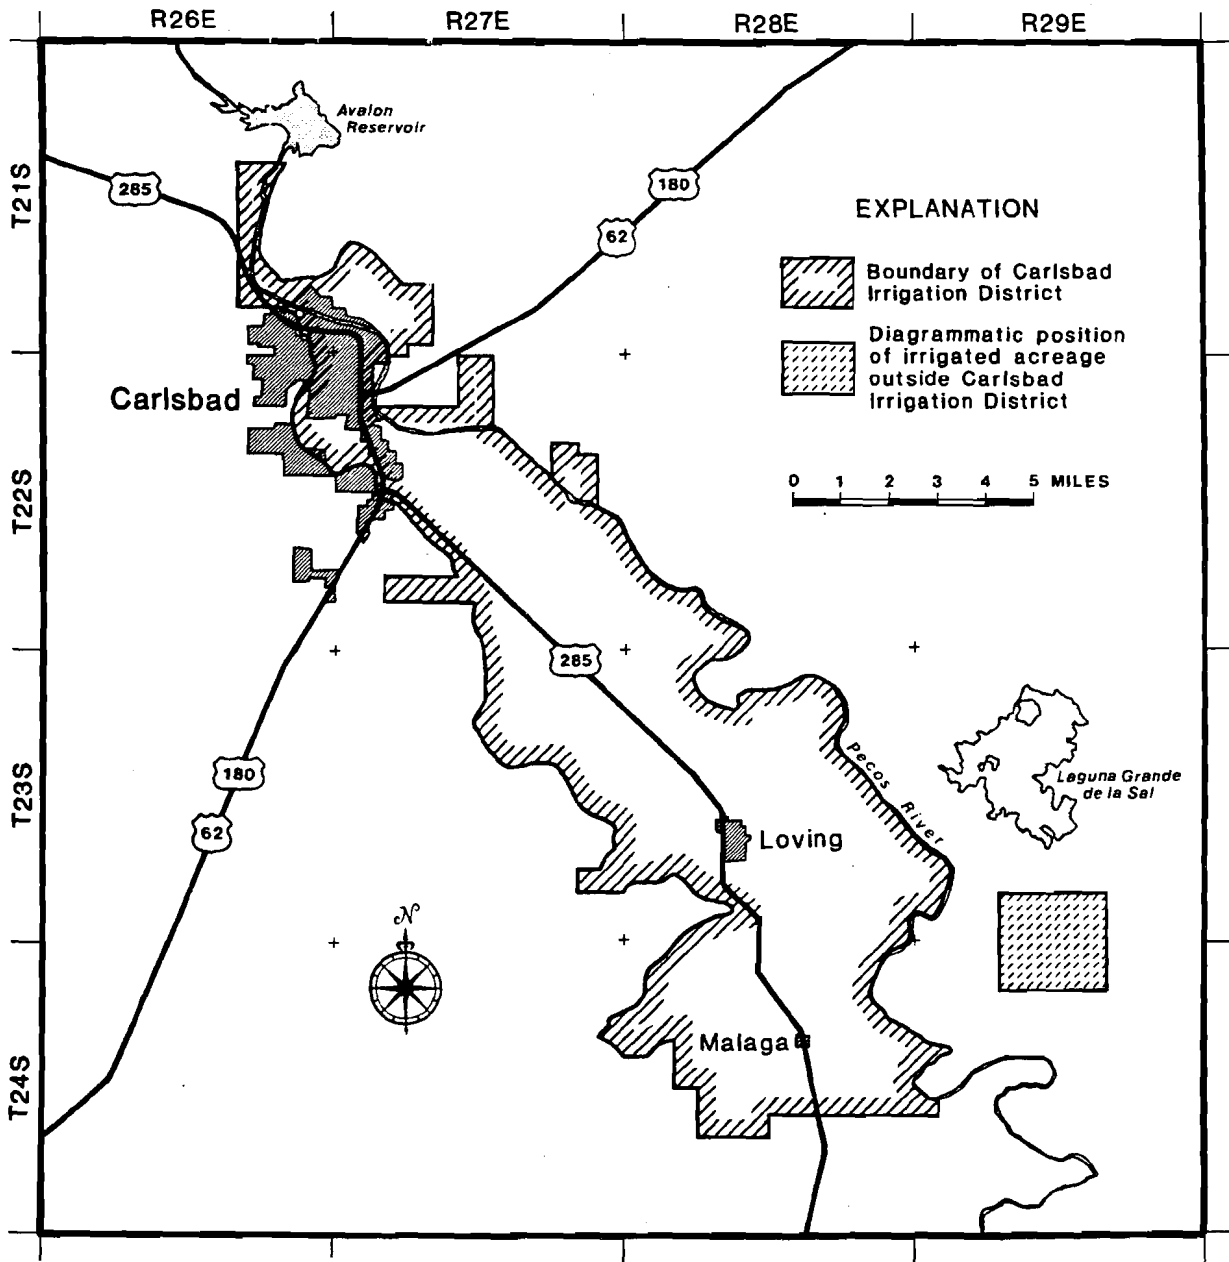 R26E
R27E
R28E
R29E
T21S
T22S
T23S
T24S
Avalon
Reservoir
285
180
62
EXPLANATION
Boundary of Carlsbad
Irrigation District
Diagrammatic position
of irrigated acreage
outside Carlsbad
Irrigation District
0 1 2 3 4 5 MILES
Carlsbad
285
180
62
Pecos River
Laguna Grande
de la Sal
Loving
N
Malaga